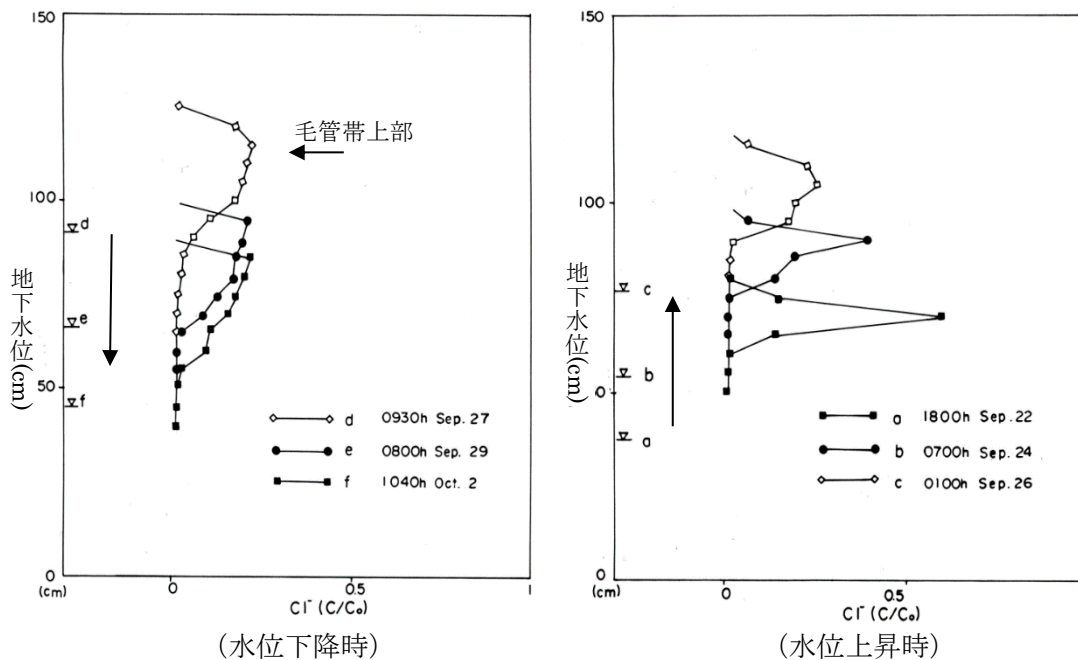 150
100
50
0
(cm)
地下水位(cm)
d
e
f
毛管帯上部
d 0930h Sep. 27
e 0800h Sep. 29
f 1040h Oct. 2
0
0.5
1
Cl⁻ (C/C₀)
(水位下降時)
150
100
0
0
(cm)
地下水位(cm)
c
b
a
a 1800h Sep. 22
b 0700h Sep. 24
c 0100h Sep. 26
0
0.5
Cl⁻ (C/C₀)
(水位上昇時)